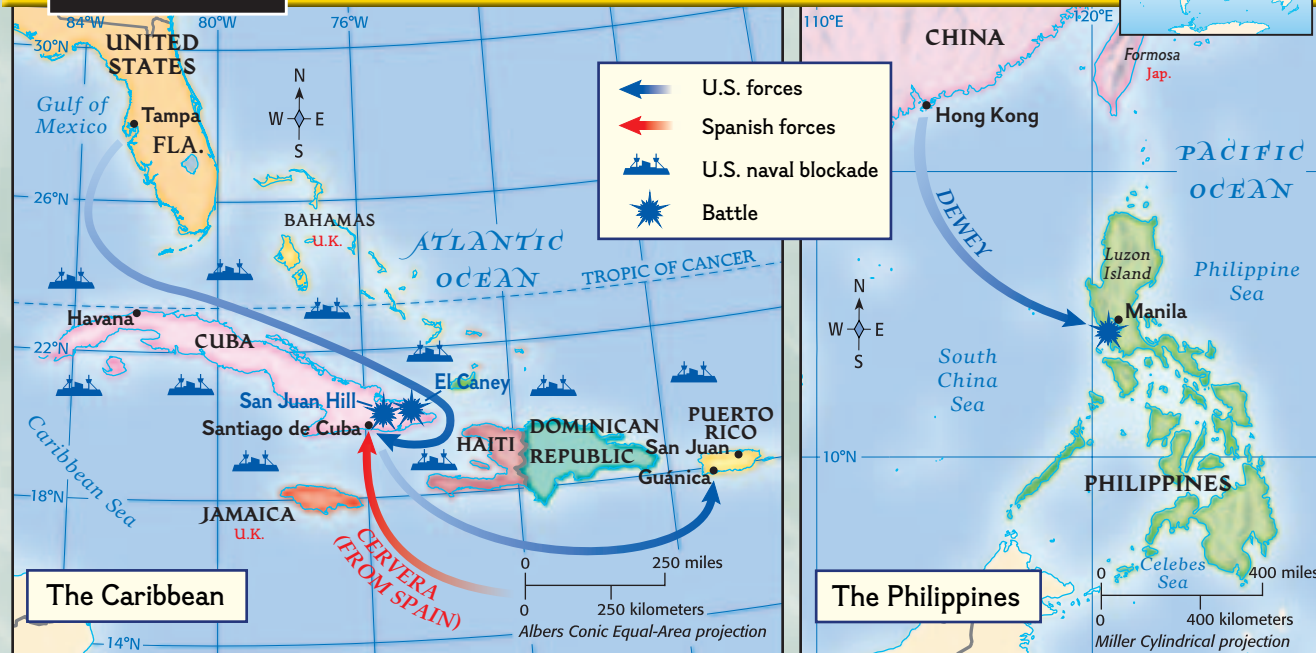 84°W
80°W
76°W
30°N
UNITED
STATES
Gulf of
Mexico
Tampa
FLA.
N
W
E
S
26°N
BAHAMAS
U.K.
ATLANTIC
OCEAN
TROPIC OF CANCER
Havana
CUBA
22°N
El Caney
San Juan Hill
Santiago de Cuba
HAITI
DOMINICAN
REPUBLIC
PUERTO
RICO
San Juan
Guánica
Caribbean Sea
18°N
JAMAICA
U.K.
CERVERA
(FROM SPAIN)
The Caribbean
0
250 miles
0
250 kilometers
Albers Conic Equal-Area projection
14°N
U.S. forces
Spanish forces
U.S. naval blockade
Battle
110°E
120°E
CHINA
Formosa
Jap.
Hong Kong
PACIFIC
OCEAN
DEWEY
Luzon
Island
Philippine
Sea
N
W
E
S
Manila
South
China
Sea
10°N
PHILIPPINES
Celebes
Sea
The Philippines
0
400 miles
0
400 kilometers
Miller Cylindrical projection